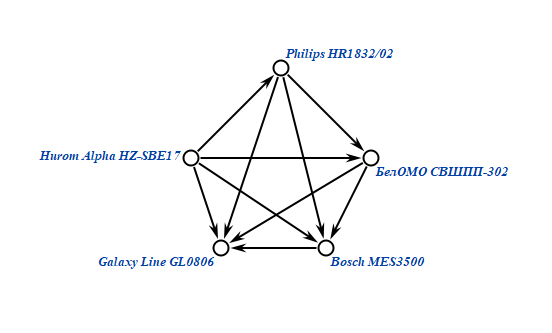 Philips HR1832/02
Hurom Alpha HZ-SBE17
БелОМО СВШПП-302
Galaxy Line GL0806
Bosch MES3500